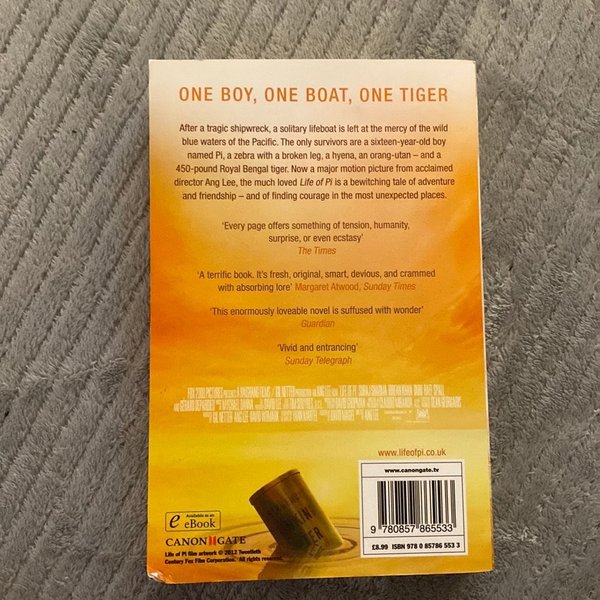 ONE BOY, ONE BOAT, ONE TIGER
After a tragic shipwreck, a solitary lifeboat is left at the mercy of the wild
blue waters of the Pacific. The only survivors are a sixteen-year-old boy
named Pi, a zebra with a broken leg, a hyena, an orang-utan – and a
450-pound Royal Bengal tiger. Now a major motion picture from acclaimed
director Ang Lee, the much loved Life of Pi is a bewitching tale of adventure
and friendship – and of finding courage in the most unexpected places.
'Every page offers something of tension, humanity,
surprise, or even ecstasy'
The Times
'A terrific book. It's fresh, original, smart, devious, and crammed
with absorbing lore' Margaret Atwood, Sunday Times
'This enormously loveable novel is suffused with wonder'
Guardian
'Vivid and entrancing'
Sunday Telegraph
FOX 2000 PICTURES
LIFE OF PI
ANG LEE
www.lifeofpi.co.uk
www.canongate.tv
9 780857 865533
£8.99 ISBN 978 0 85786 553 3
e Available as an
eBook
CANONGATE
Life of Pi film artwork © 2012 Twentieth
Century Fox Film Corporation. All rights reserved.